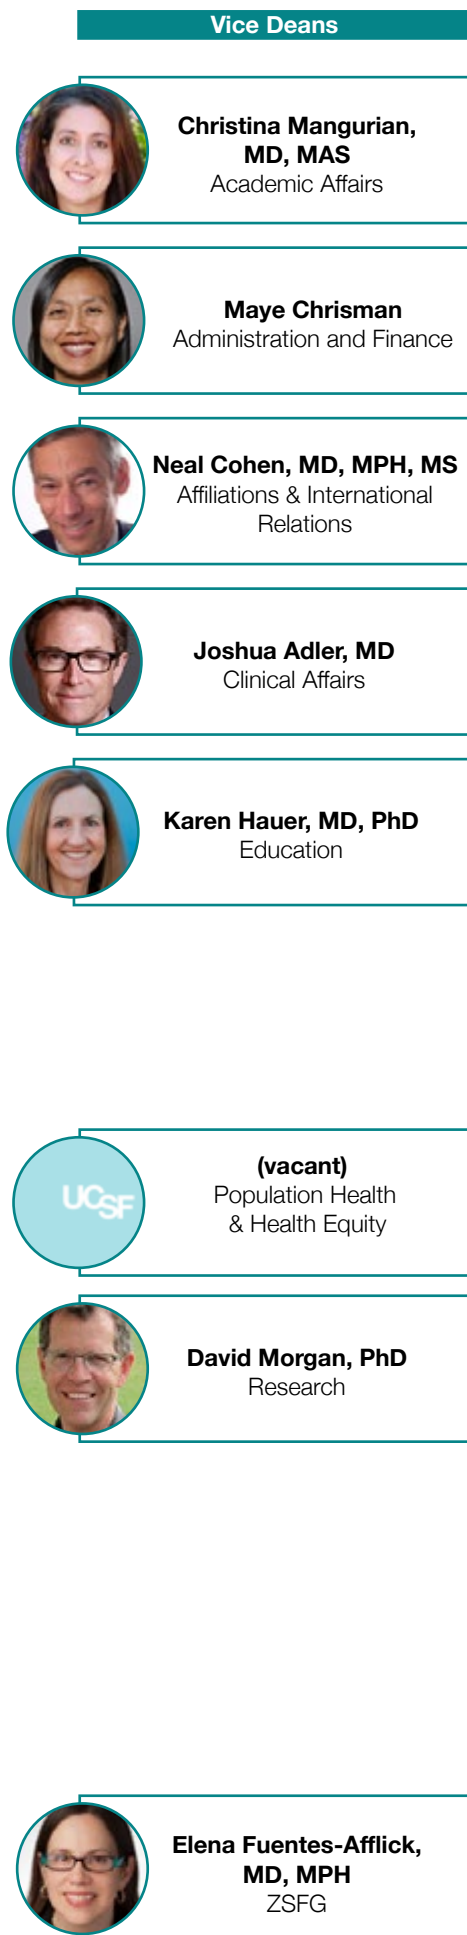 Vice Deans
Christina Mangurian,
MD, MAS
Academic Affairs
Maye Chrisman
Administration and Finance
Neal Cohen, MD, MPH, MS
Affiliations & International
Relations
Joshua Adler, MD
Clinical Affairs
Karen Hauer, MD, PhD
Education
UCSF
(vacant)
Population Health
& Health Equity
David Morgan, PhD
Research
Elena Fuentes-Afflick,
MD, MPH
ZSFG